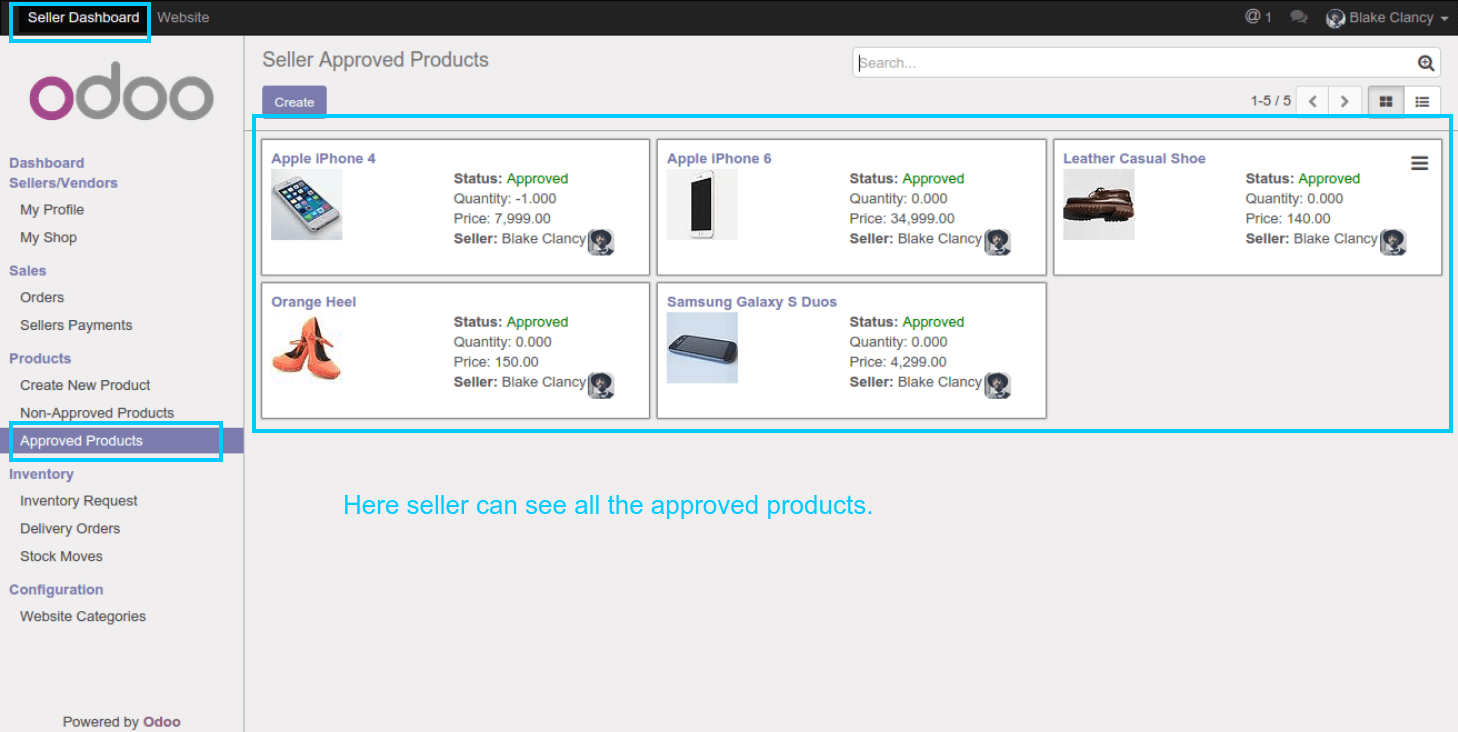 Seller Dashboard Website @ 1 Blake Clancy
odoo
Dashboard
Sellers/Vendors
My Profile
My Shop
Sales
Orders
Sellers Payments
Products
Create New Product
Non-Approved Products
Approved Products
Inventory
Inventory Request
Delivery Orders
Stock Moves
Configuration
Website Categories
Powered by Odoo
Seller Approved Products
Search...
Create
1-5 / 5
Apple iPhone 4
Status: Approved
Quantity: -1.000
Price: 7,999.00
Seller: Blake Clancy
Apple iPhone 6
Status: Approved
Quantity: 0.000
Price: 34,999.00
Seller: Blake Clancy
Leather Casual Shoe
Status: Approved
Quantity: 0.000
Price: 140.00
Seller: Blake Clancy
Orange Heel
Status: Approved
Quantity: 0.000
Price: 150.00
Seller: Blake Clancy
Samsung Galaxy S Duos
Status: Approved
Quantity: 0.000
Price: 4,299.00
Seller: Blake Clancy
Here seller can see all the approved products.